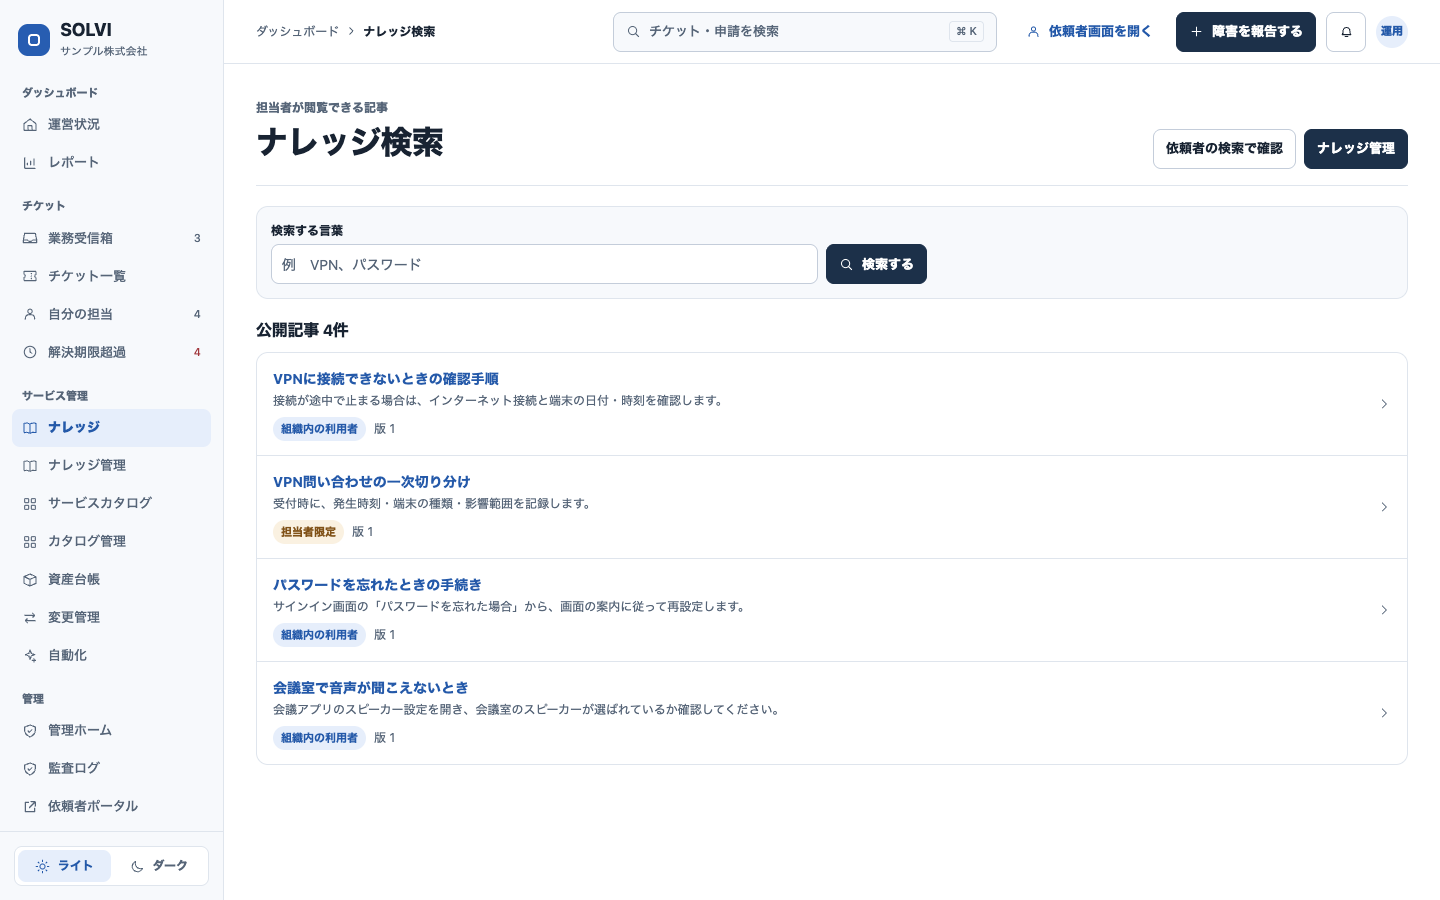 SOLVI
サンプル株式会社
ダッシュボード
運営状況
レポート
チケット
業務受信箱 3
チケット一覧
自分の担当 4
解決期限超過 4
サービス管理
ナレッジ
ナレッジ管理
サービスカタログ
カタログ管理
資産台帳
変更管理
自動化
管理
管理ホーム
監査ログ
依頼者ポータル
ライト ダーク
ダッシュボード > ナレッジ検索
チケット・申請を検索 ⌘ K
依頼者画面を開く
+ 障害を報告する
運用
担当者が閲覧できる記事
ナレッジ検索
依頼者の検索で確認
ナレッジ管理
検索する言葉
例 VPN、パスワード
検索する
公開記事 4件
VPNに接続できないときの確認手順
接続が途中で止まる場合は、インターネット接続と端末の日付・時刻を確認します。
組織内の利用者 版 1
VPN問い合わせの一次切り分け
受付時に、発生時刻・端末の種類・影響範囲を記録します。
担当者限定 版 1
パスワードを忘れたときの手続き
サインイン画面の「パスワードを忘れた場合」から、画面の案内に従って再設定します。
組織内の利用者 版 1
会議室で音声が聞こえないとき
会議アプリのスピーカー設定を開き、会議室のスピーカーが選ばれているか確認してください。
組織内の利用者 版 1